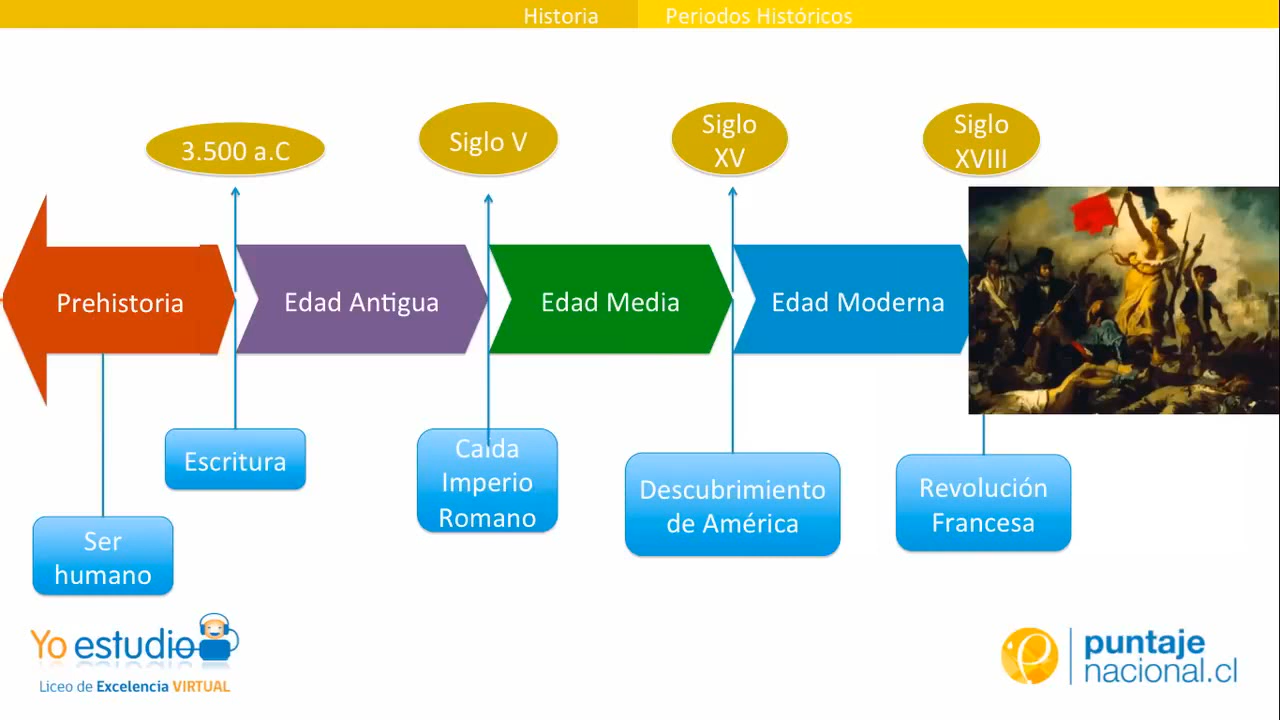 Historia
Periodos Históricos
3.500 a.C
Siglo V
Siglo
XV
Siglo
XVIII
Prehistoria
Edad Antigua
Edad Media
Edad Moderna
Escritura
Caída
Imperio
Romano
Descubrimiento
de América
Revolución
Francesa
Ser
humano
Yo estudio
Liceo de Excelencia VIRTUAL
puntaje
nacional.cl